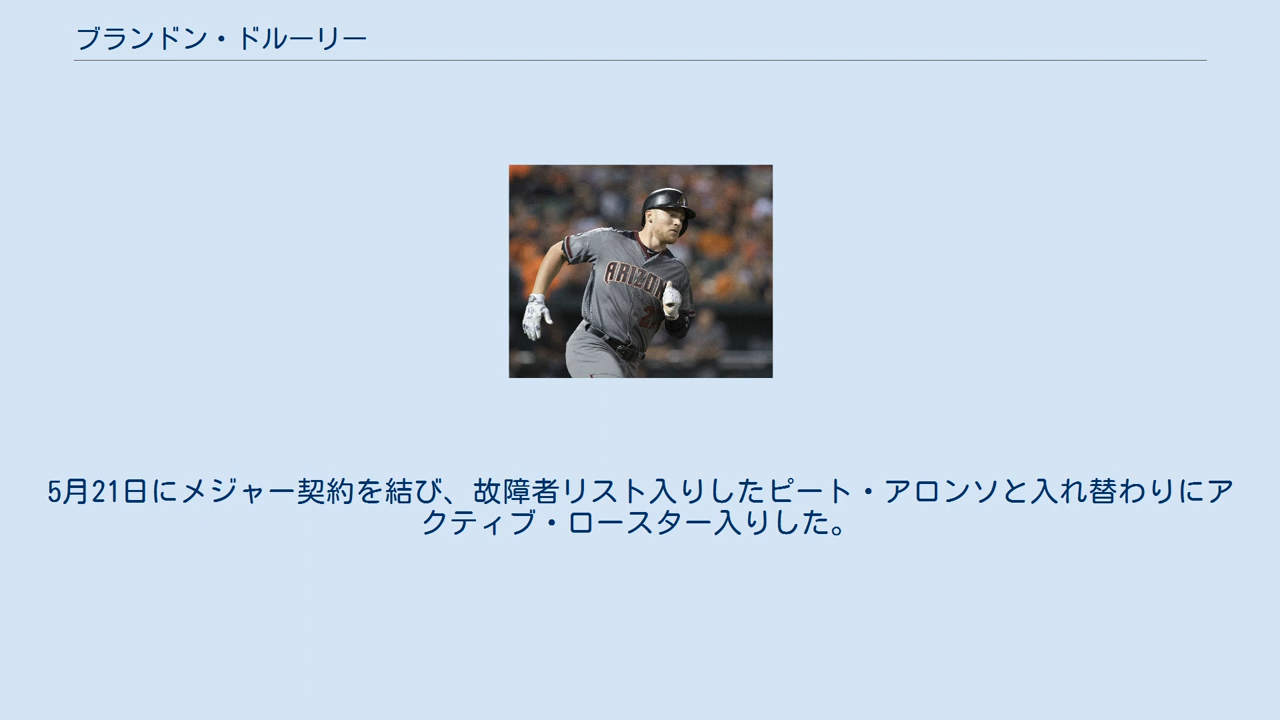 ブランドン・ドルーリー
ARIZON
5月21日にメジャー契約を結び、故障者リスト入りしたピート・アロンソと入れ替わりにア
クティブ・ロースター入りした。